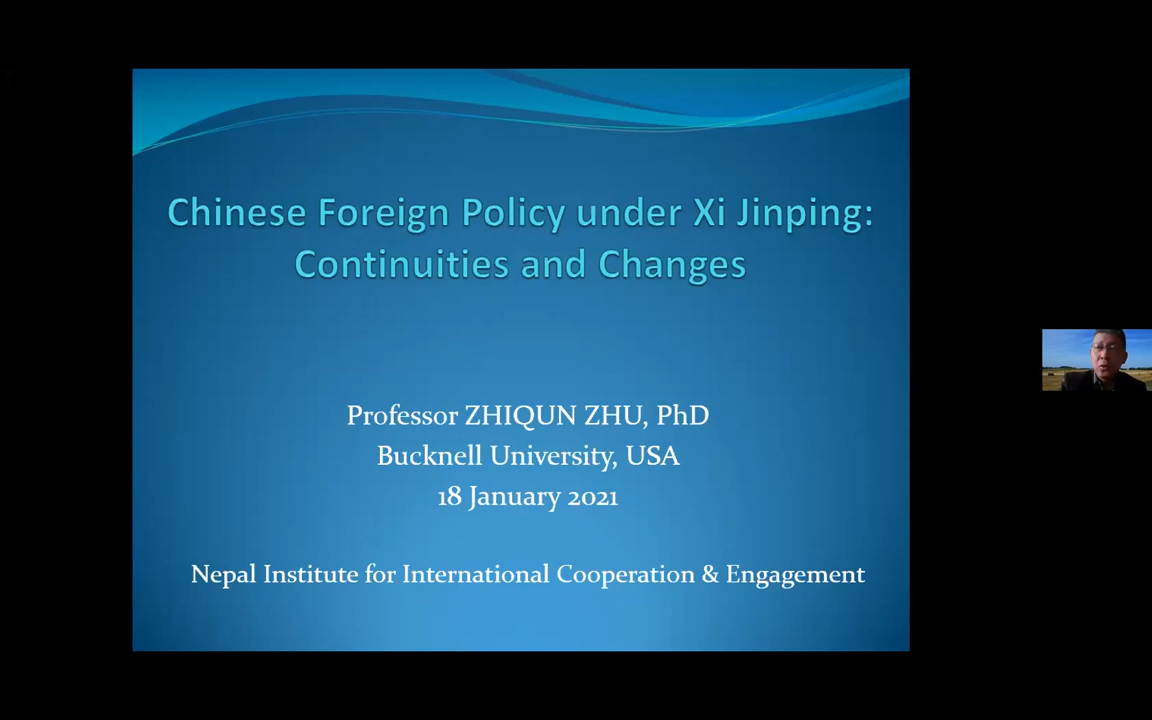 Chinese Foreign Policy under Xi Jinping:
Continuities and Changes
Professor ZHIQUN ZHU, PhD
Bucknell University, USA
18 January 2021
Nepal Institute for International Cooperation & Engagement